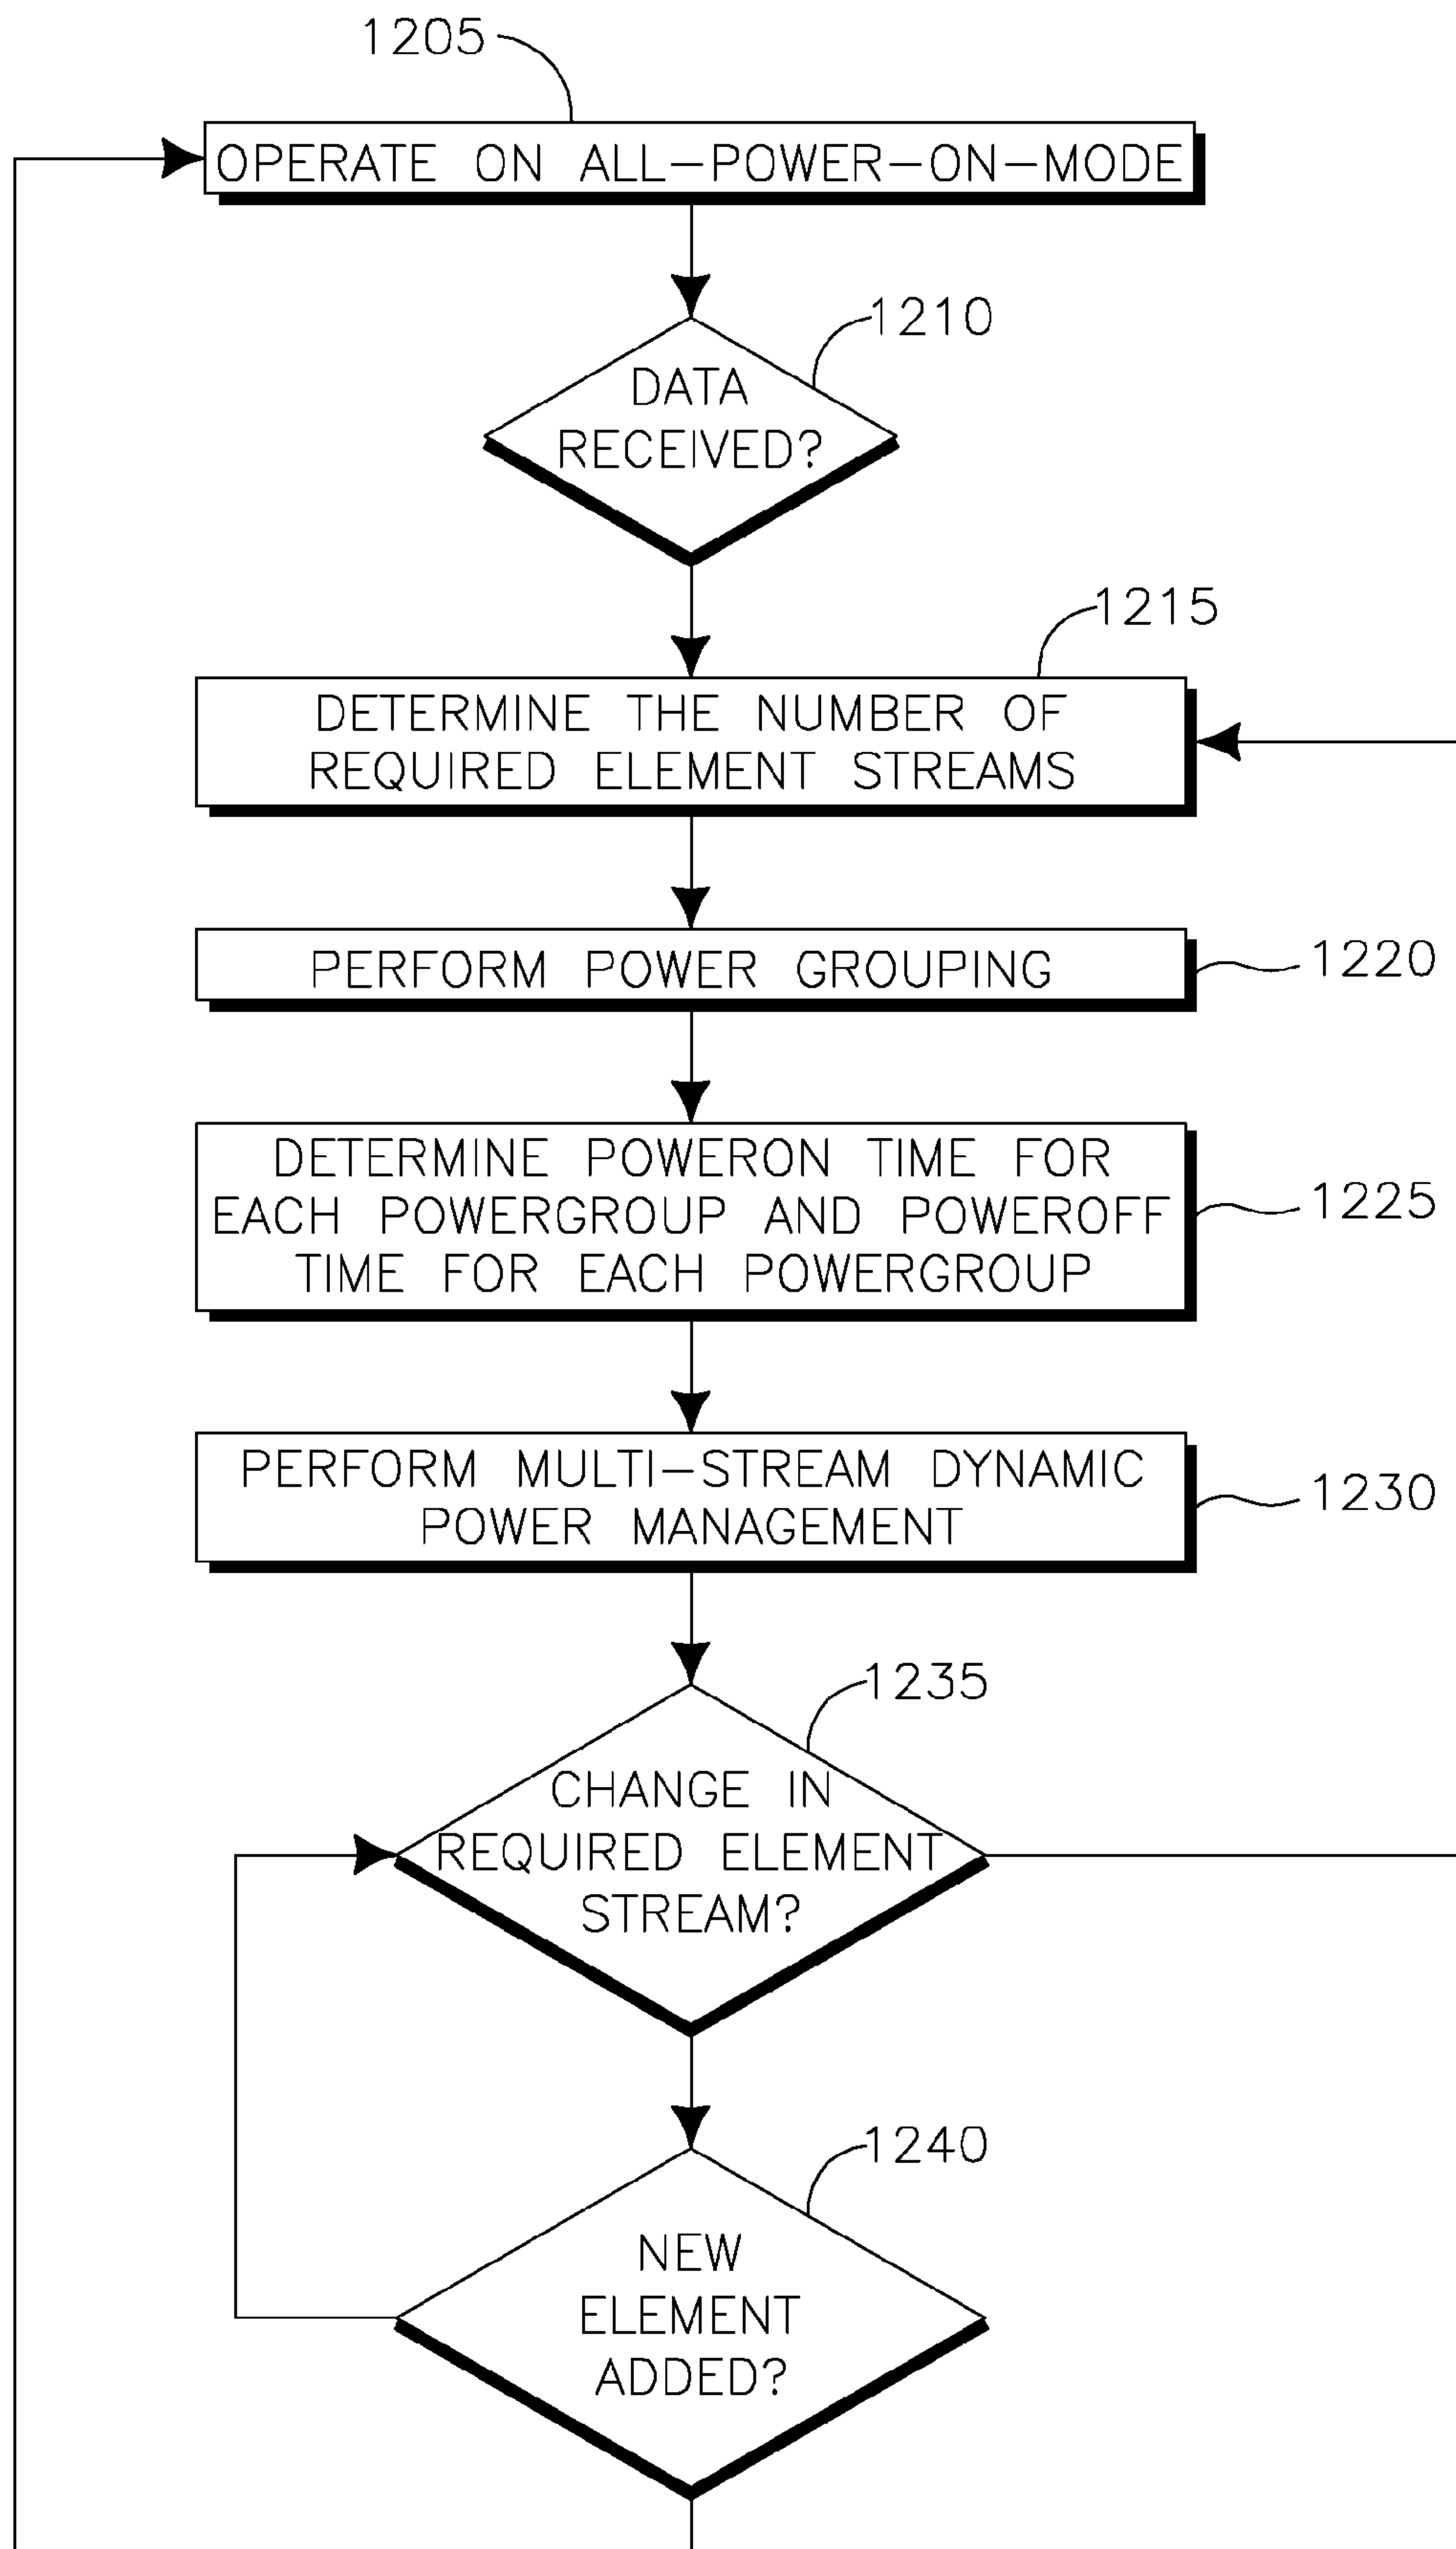 1205
OPERATE ON ALL-POWER-ON-MODE
1210
DATA
RECEIVED?
1215
DETERMINE THE NUMBER OF
REQUIRED ELEMENT STREAMS
PERFORM POWER GROUPING
1220
DETERMINE POWERON TIME FOR
EACH POWERGROUP AND POWEROFF
TIME FOR EACH POWERGROUP
1225
PERFORM MULTI-STREAM DYNAMIC
POWER MANAGEMENT
1230
1235
CHANGE IN
REQUIRED ELEMENT
STREAM?
1240
NEW
ELEMENT
ADDED?